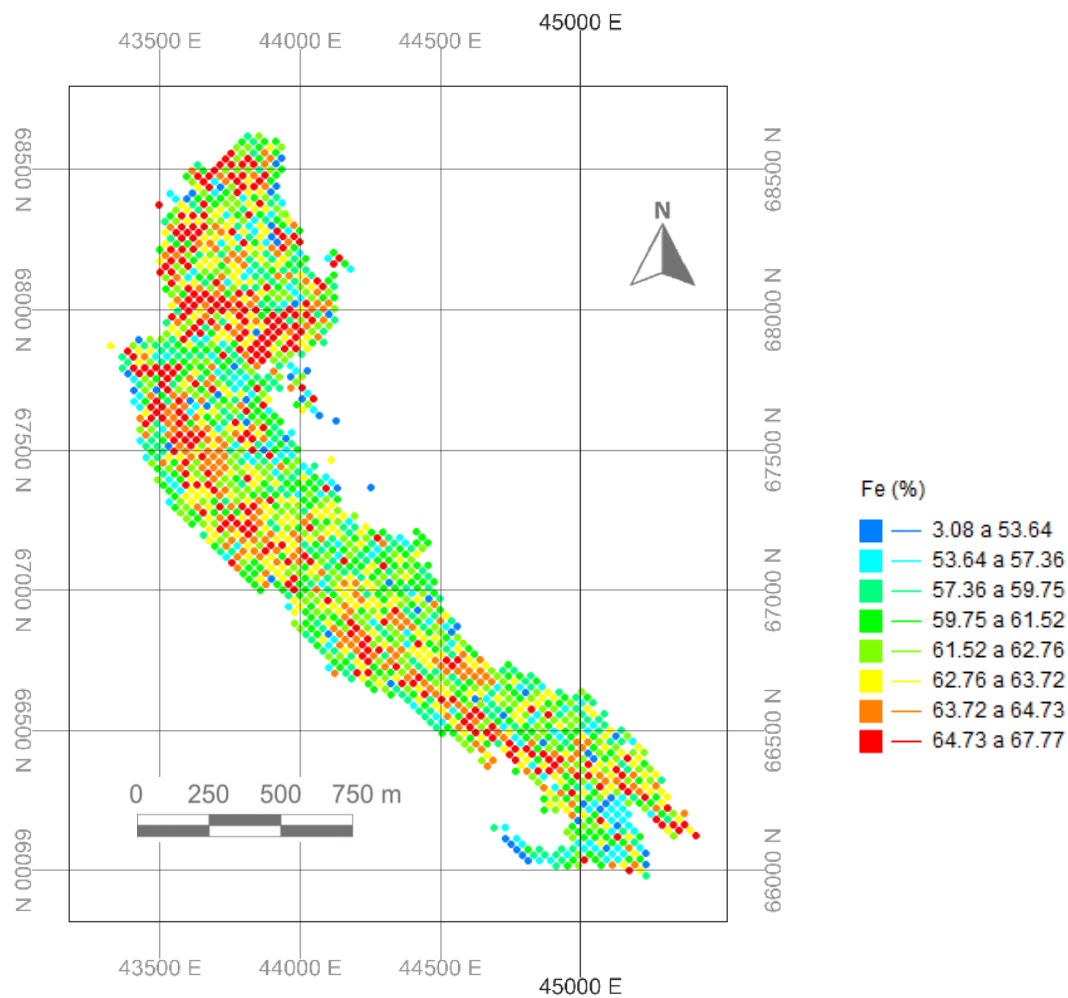 45000 E
43500 E 44000 E 44500 E
68500 N 68500 N
N
68000 N 68000 N
67500 N 67500 N
Fe (%)
3.08 a 53.64
53.64 a 57.36
57.36 a 59.75
59.75 a 61.52
61.52 a 62.76
62.76 a 63.72
63.72 a 64.73
64.73 a 67.77
67000 N 67000 N
66500 N 66500 N
0 250 500 750 m
66000 N 66000 N
43500 E 44000 E 44500 E
45000 E